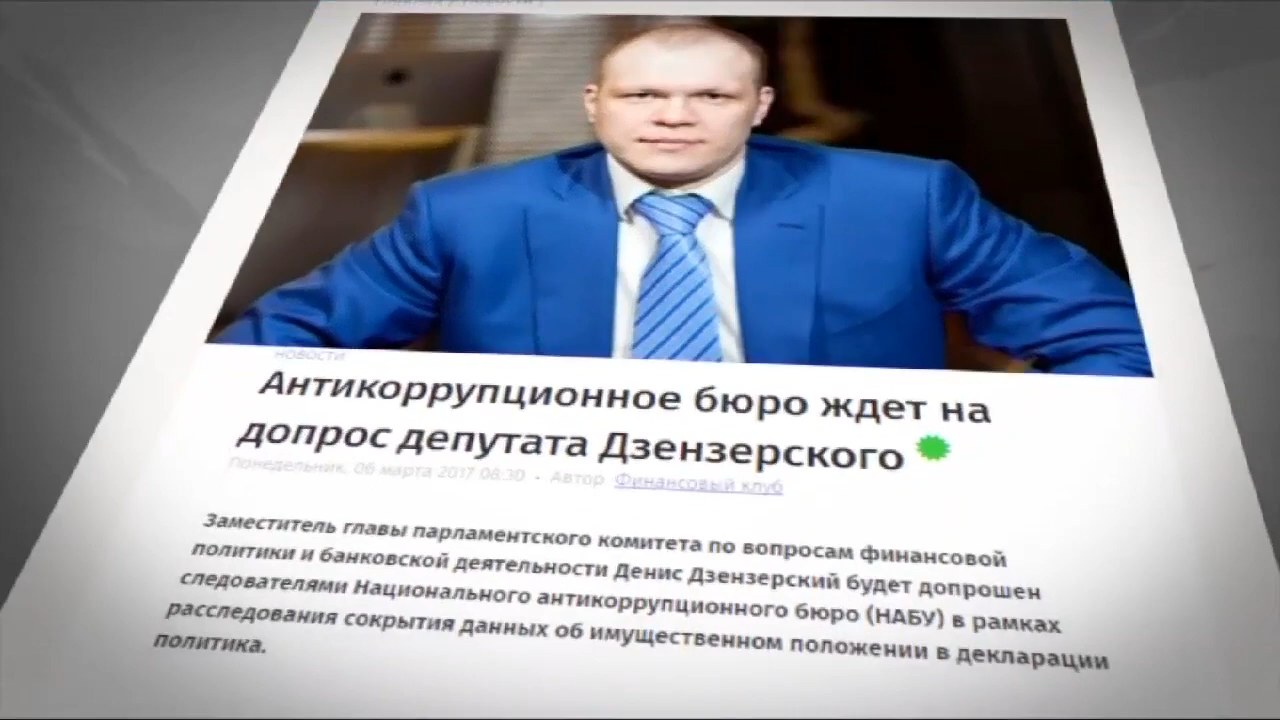 НОВОСТИ
Антикоррупционное бюро ждет на
допрос депутата Дзензерского
Понедельник, 06 марта 2017 08:30 • Автор Финансовый клуб
Заместитель главы парламентского комитета по вопросам финансовой
политики и банковской деятельности Денис Дзензерский будет допрошен
следователями Национального антикоррупционного бюро (НАБУ) в рамках
расследования сокрытия данных об имущественном положении в декларации
политика.